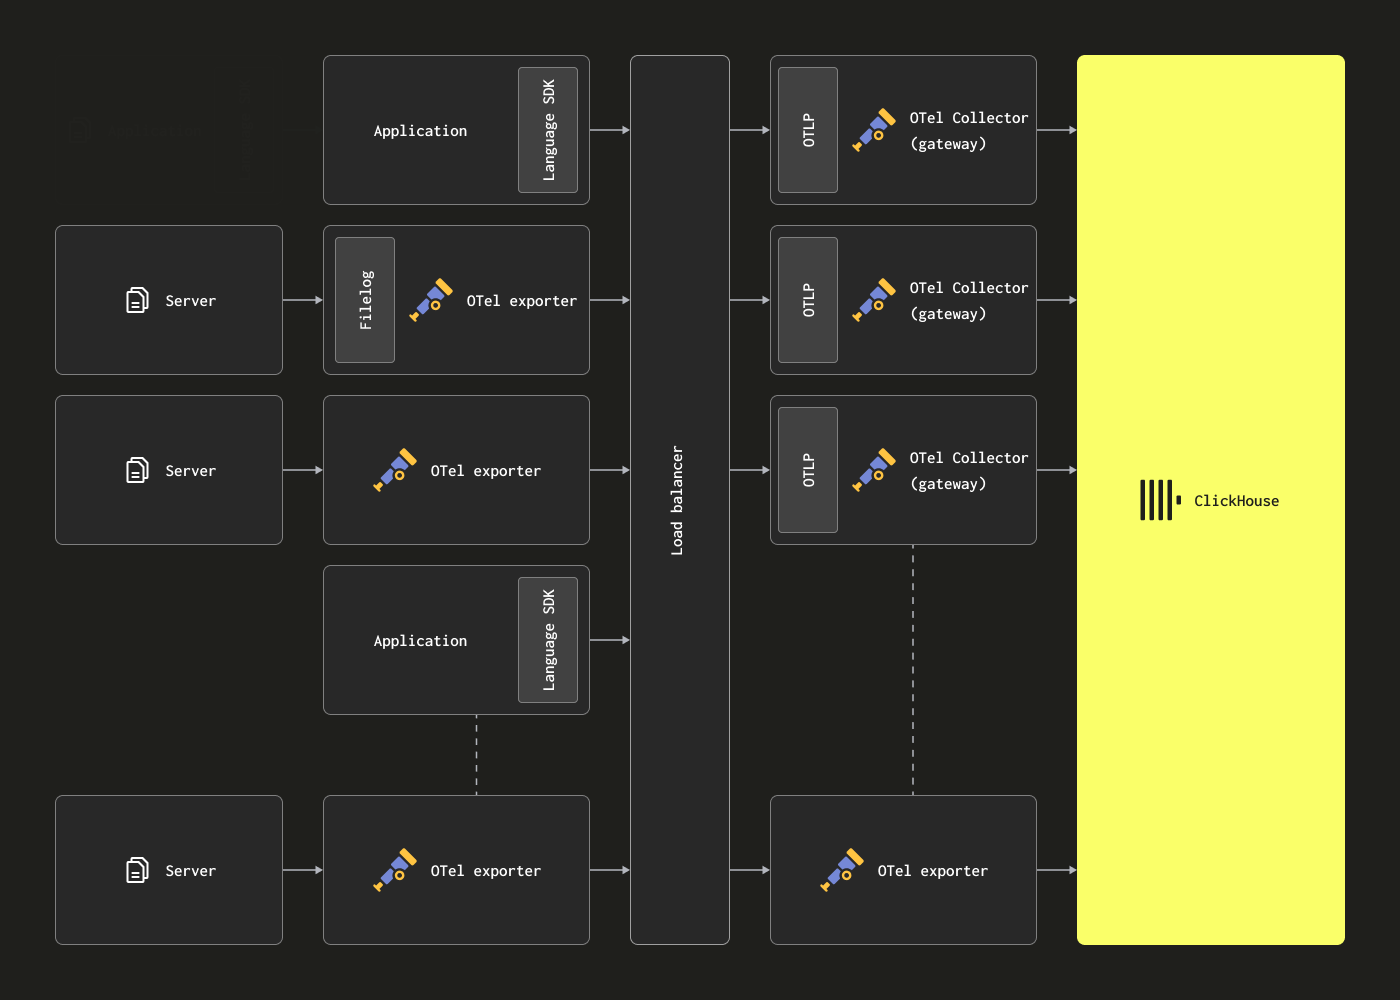 Application
Language SDK
OTLP
OTel Collector
(gateway)
Server
Filelog
OTel exporter
OTLP
OTel Collector
(gateway)
Server
OTel exporter
Load balancer
OTLP
OTel Collector
(gateway)
ClickHouse
Application
Language SDK
Server
OTel exporter
OTel exporter